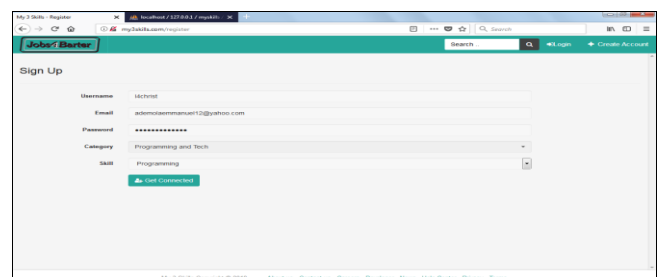 My 3 Skills - Register
localhost / 127.0.0.1 / myskill
my3skills.com/register
Search
Jobs Barter
Search
Login
Create Account
Sign Up
Username
Hichrist
Email
ademolaemmanuel12@yahoo.com
Password
Category
Programming and Tech
Skill
Programming
Get Connected